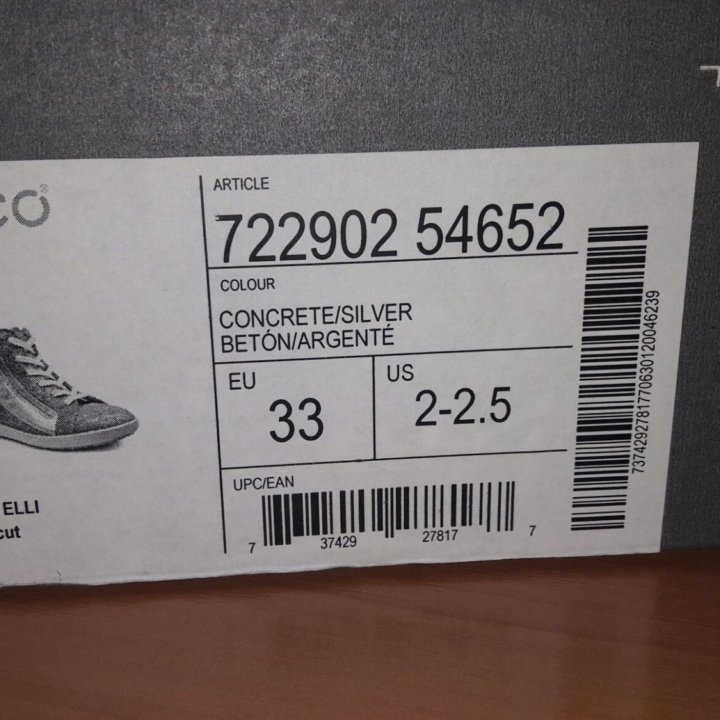 co®
ELLI
cut
ARTICLE
722902 54652
COLOUR
CONCRETE/SILVER
BETÓN/ARGENTÉ
EU
33
US
2-2.5
UPC/EAN
7 37429 27817 7
737429278177063012004623​9